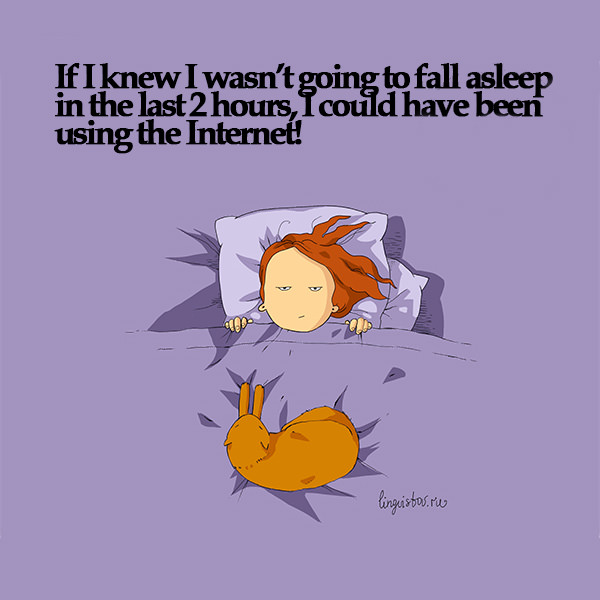 If I knew I wasn't going to fall asleep
in the last 2 hours, I could have been
using the Internet!
linguistov.ru